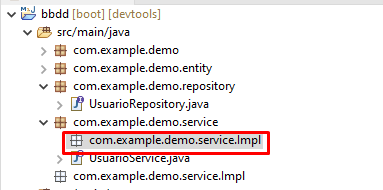 bbdd [boot] [devtools]
src/main/java
com.example.demo
com.example.demo.entity
com.example.demo.repository
UsuarioRepository.java
com.example.demo.service
com.example.demo.service.Impl
UsuarioService.java
com.example.demo.service.Impl